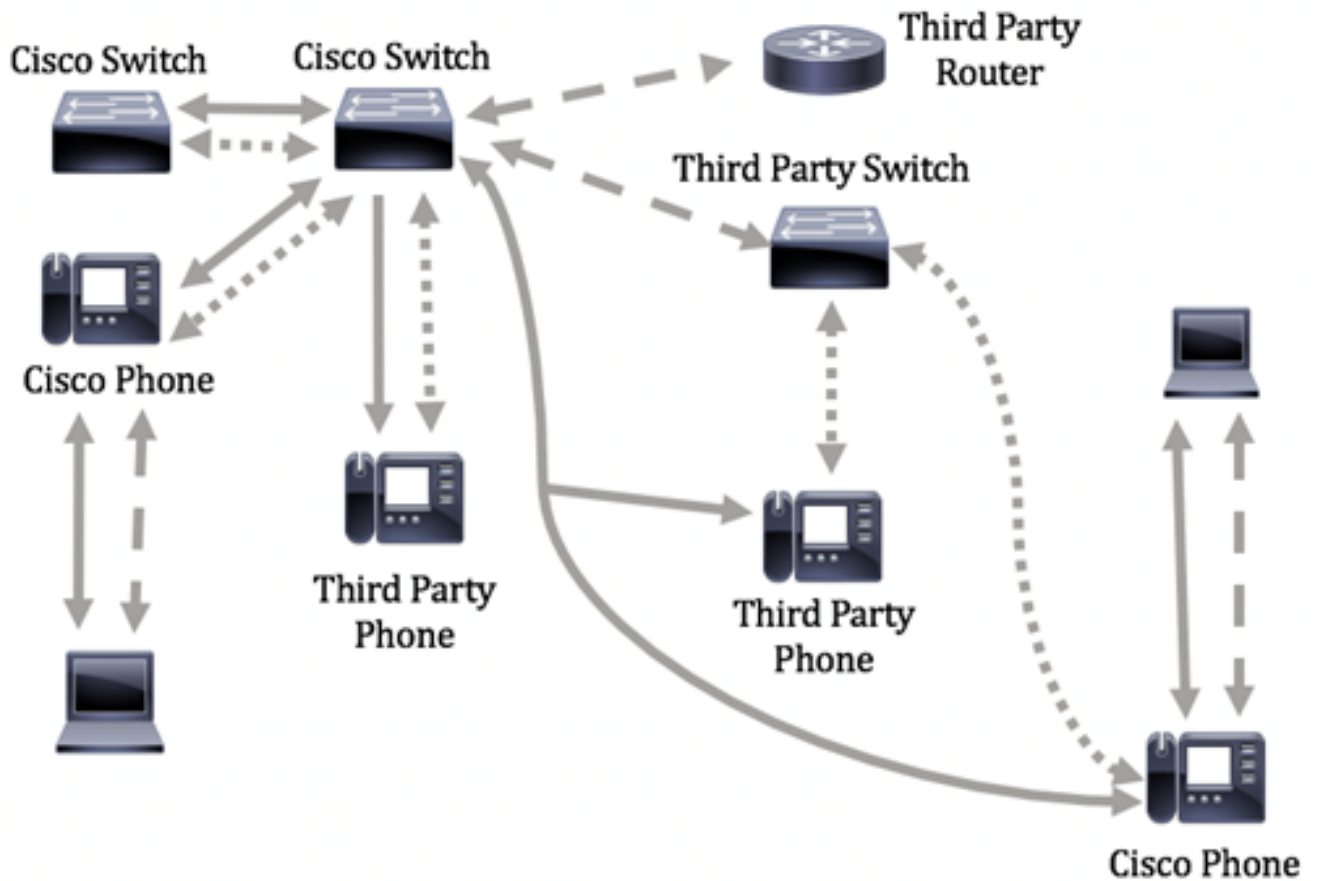 Cisco Switch
Cisco Switch
Third Party
Router
Third Party Switch
Cisco Phone
Third Party
Phone
Third Party
Phone
Cisco Phone